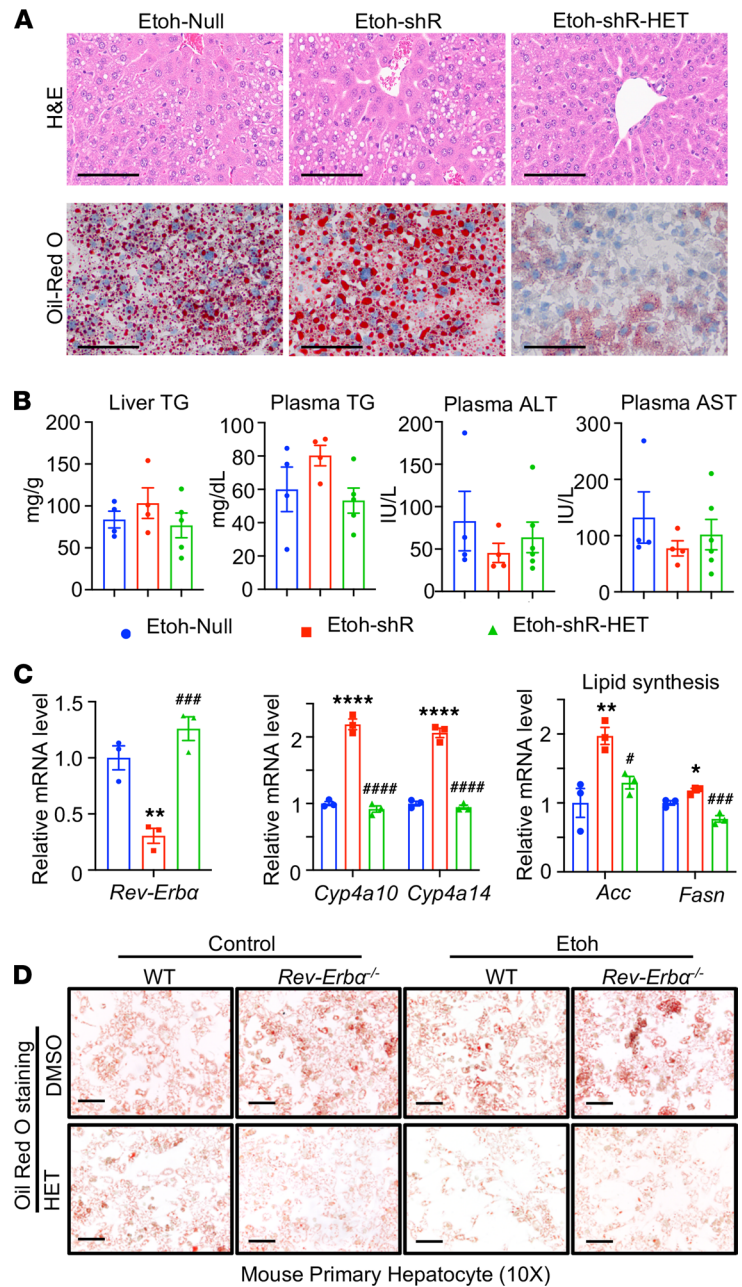 A
Etoh-Null Etoh-shR Etoh-shR-HET
H&E
Oil-Red O
B
Liver TG Plasma TG Plasma ALT Plasma AST
mg/g
200
150
100
50
0
mg/dL
100
80
60
40
20
0
IU/L
200
150
100
50
0
IU/L
300
200
100
0
Etoh-Null Etoh-shR Etoh-shR-HET
C
Relative mRNA level
1.5
1.0
0.5
0
**
###
Rev-Erbα
Relative mRNA level
2
1
0
**** ****
#### ####
Cyp4a10 Cyp4a14
Lipid synthesis
Relative mRNA level
2
1
0
**
#
*
###
Acc Fasn
D
Control Etoh
WT Rev-Erbα-/- WT Rev-Erbα-/-
Oil Red O staining
DMSO
HET
Mouse Primary Hepatocyte (10X)